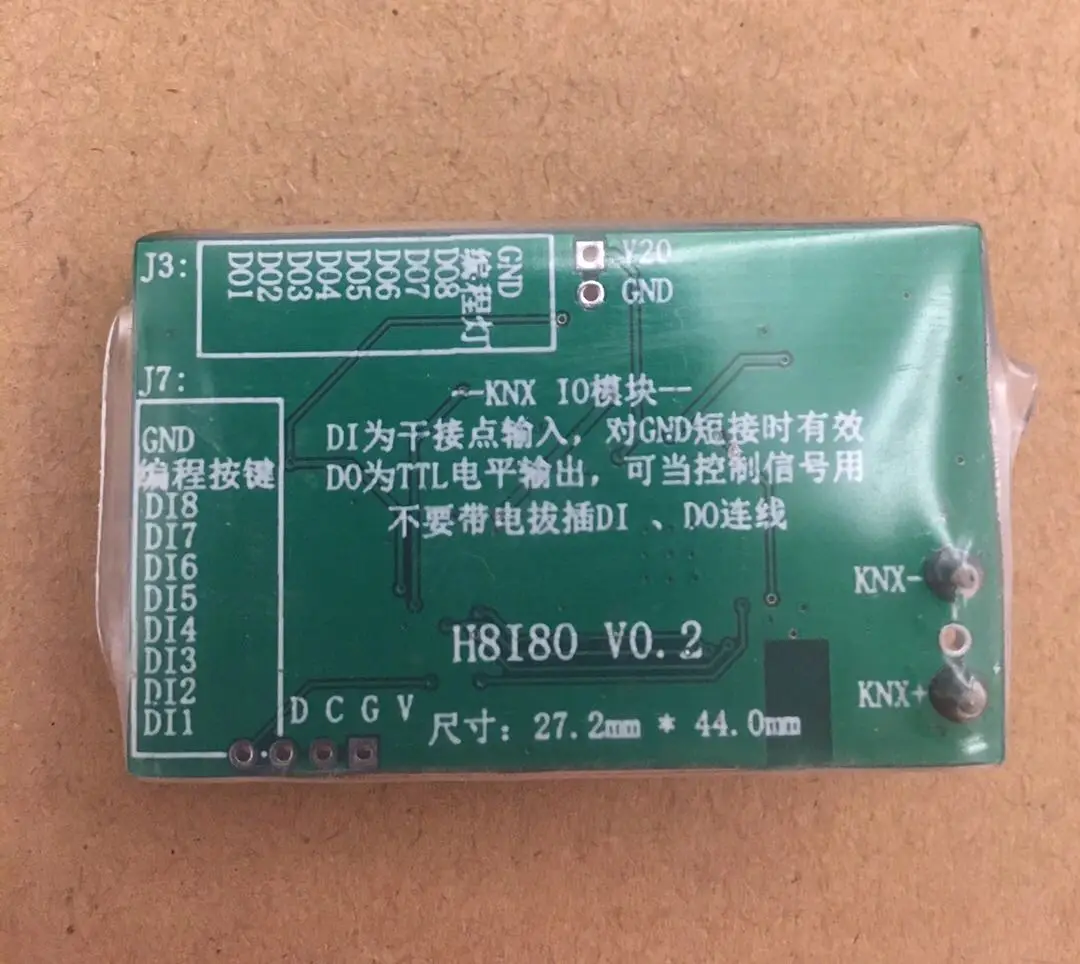 J3:
DO1
DO2
DO3
DO4
DO5
DO6
DO7
DO8
编程灯
GND
V20
GND
J7:
GND
编程按键
DI8
DI7
DI6
DI5
DI4
DI3
DI2
DI1
--KNX IO模块--
DI为干接点输入，对GND短接时有效
DO为TTL电平输出，可当控制信号用
不要带电拔插DI 、DO连线
KNX-
H8I8O V0.2
KNX+
D C G V
尺寸：27.2mm * 44.0mm